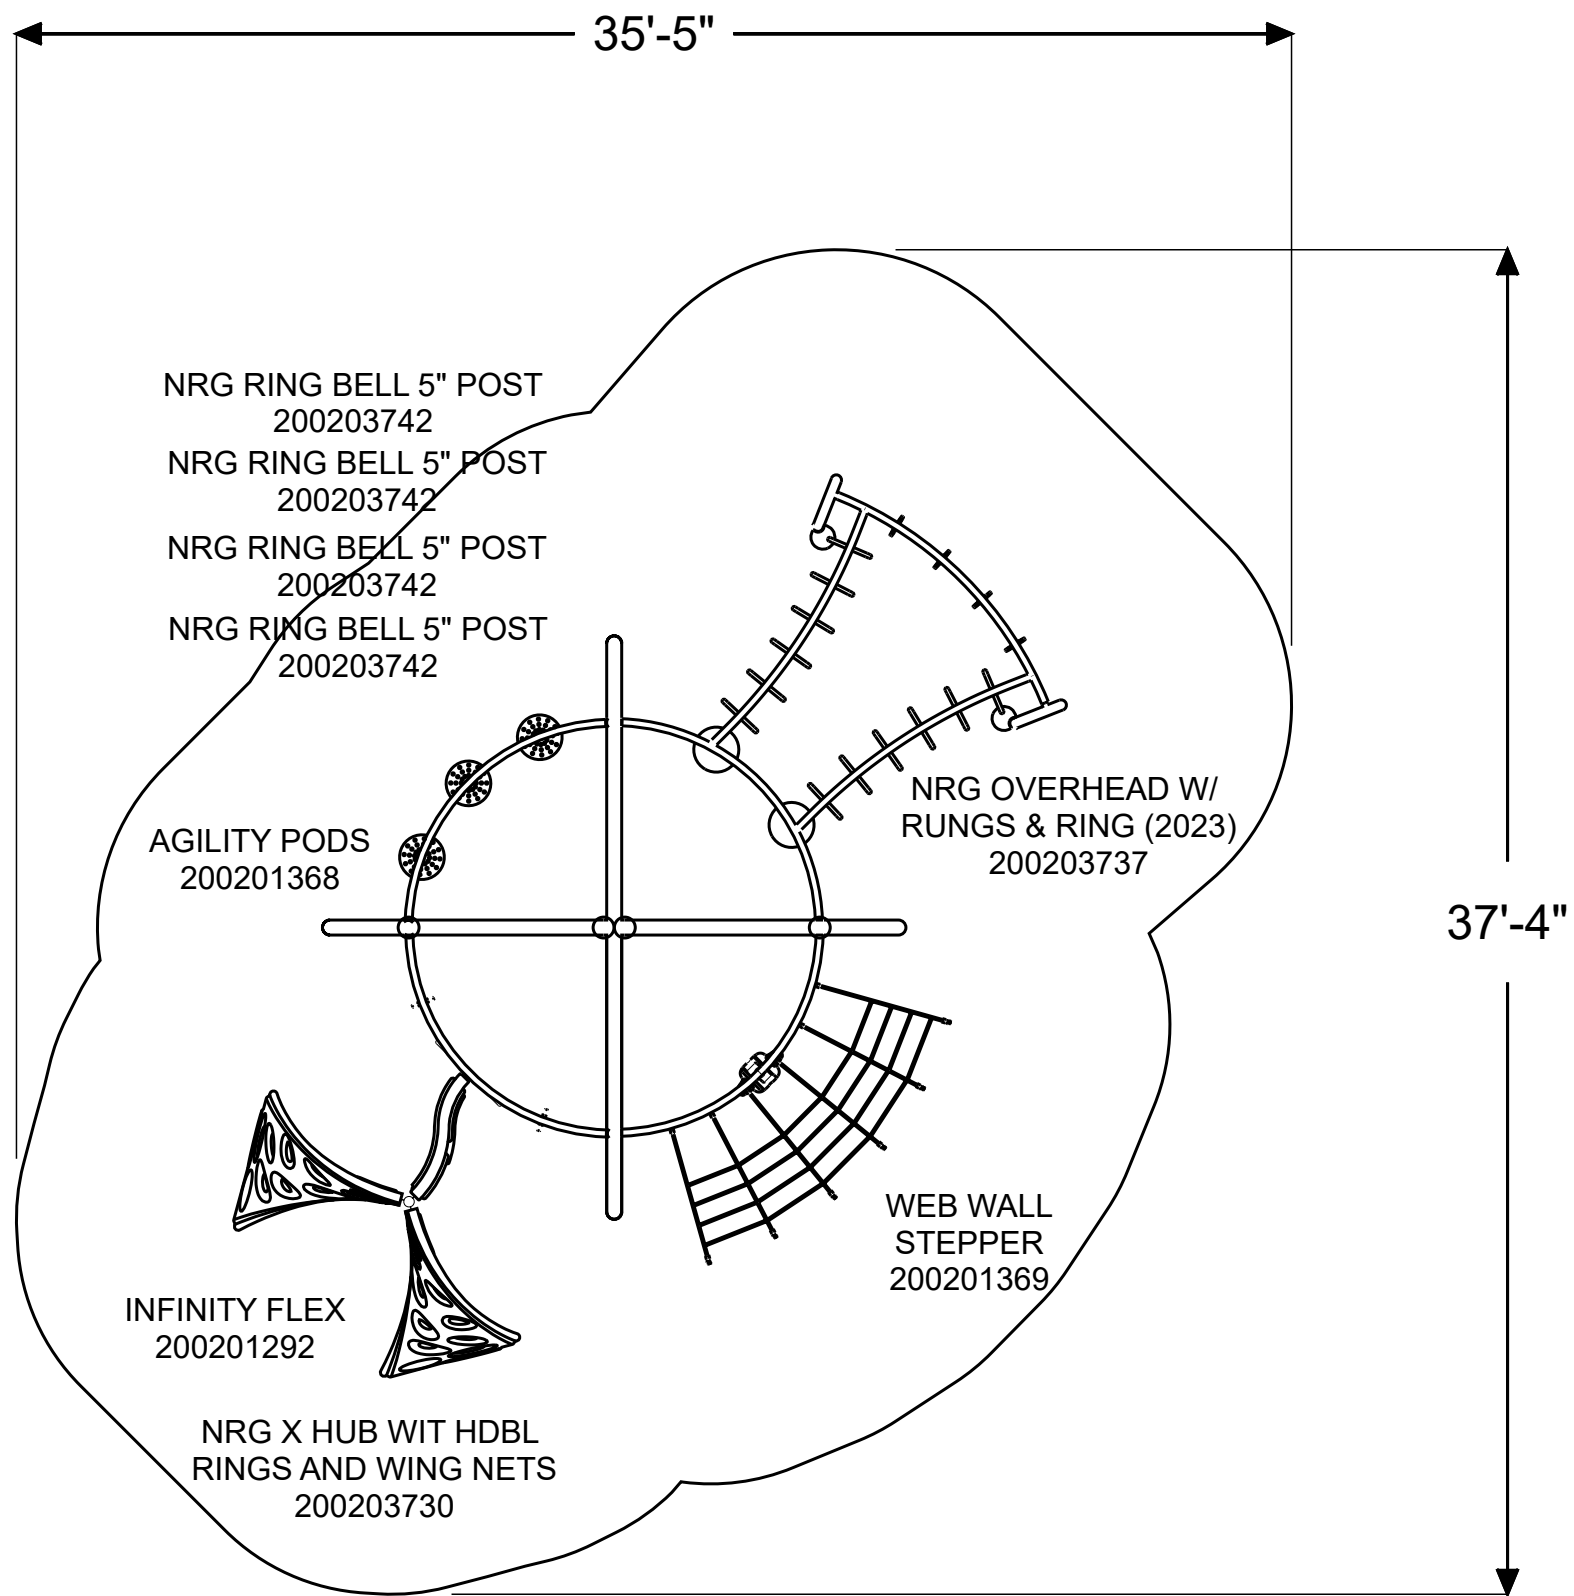 35'-5"
NRG RING BELL 5" POST
200203742
NRG RING BELL 5" POST
200203742
NRG RING BELL 5" POST
200203742
NRG RING BELL 5" POST
200203742
AGILITY PODS
200201368
NRG OVERHEAD W/
RUNGS & RING (2023)
200203737
37'-4"
WEB WALL
STEPPER
200201369
INFINITY FLEX
200201292
NRG X HUB WIT HDBL
RINGS AND WING NETS
200203730